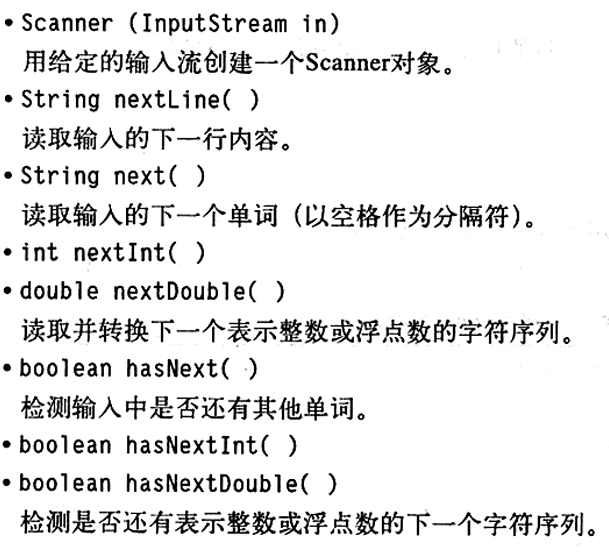 • Scanner (InputStream in)
用给定的输入流创建一个Scanner对象。
• String nextLine( )
读取输入的下一行内容。
• String next( )
读取输入的下一个单词（以空格作为分隔符）。
• int nextInt( )
• double nextDouble( )
读取并转换下一个表示整数或浮点数的字符序列。
• boolean hasNext( )
检测输入中是否还有其他单词。
• boolean hasNextInt( )
• boolean hasNextDouble( )
检测是否还有表示整数或浮点数的下一个字符序列。